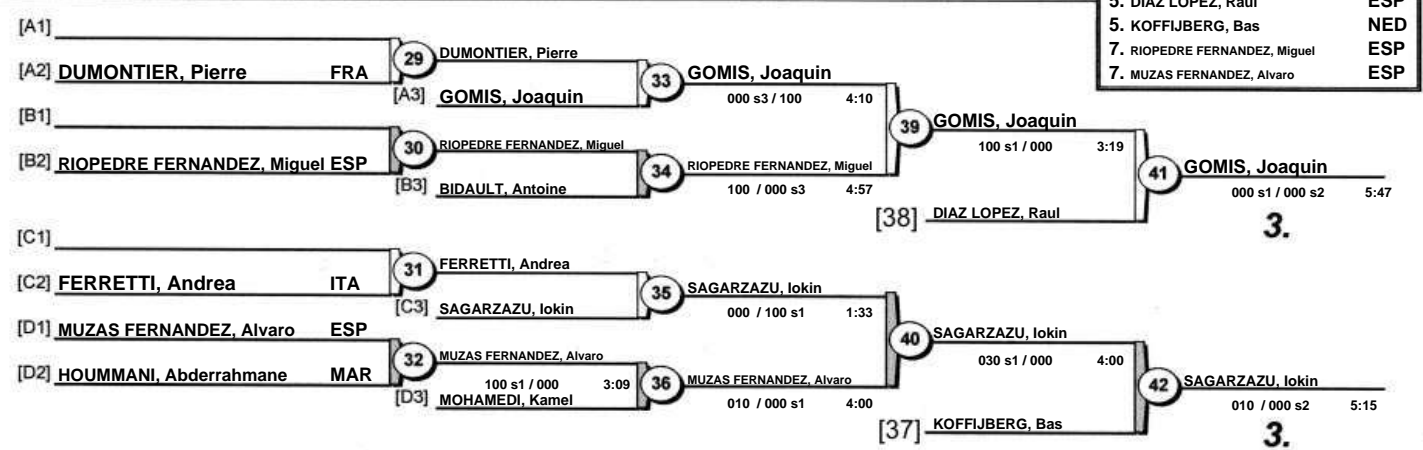 5. DIAZ LOPEZ, Raul ESP
5. KOFFIJBERG, Bas NED
7. RIOPEDRE FERNANDEZ, Miguel ESP
7. MUZAS FERNANDEZ, Alvaro ESP
[A1]
[A2] DUMONTIER, Pierre FRA
29
DUMONTIER, Pierre
[A3] GOMIS, Joaquin
33
GOMIS, Joaquin
000 s3 / 100 4:10
[B1]
[B2] RIOPEDRE FERNANDEZ, Miguel ESP
30
RIOPEDRE FERNANDEZ, Miguel
[B3] BIDAULT, Antoine
34
RIOPEDRE FERNANDEZ, Miguel
100 / 000 s3 4:57
39
GOMIS, Joaquin
100 s1 / 000 3:19
[38] DIAZ LOPEZ, Raul
41
GOMIS, Joaquin
000 s1 / 000 s2 5:47
3.
[C1]
[C2] FERRETTI, Andrea ITA
31
FERRETTI, Andrea
[C3] SAGARZAZU, Iokin
35
SAGARZAZU, Iokin
000 / 100 s1 1:33
[D1] MUZAS FERNANDEZ, Alvaro ESP
[D2] HOUMMANI, Abderrahmane MAR
32
MUZAS FERNANDEZ, Alvaro
100 s1 / 000 3:09
[D3] MOHAMEDI, Kamel
36
MUZAS FERNANDEZ, Alvaro
010 / 000 s1 4:00
40
SAGARZAZU, Iokin
030 s1 / 000 4:00
[37] KOFFIJBERG, Bas
42
SAGARZAZU, Iokin
010 / 000 s2 5:15
3.